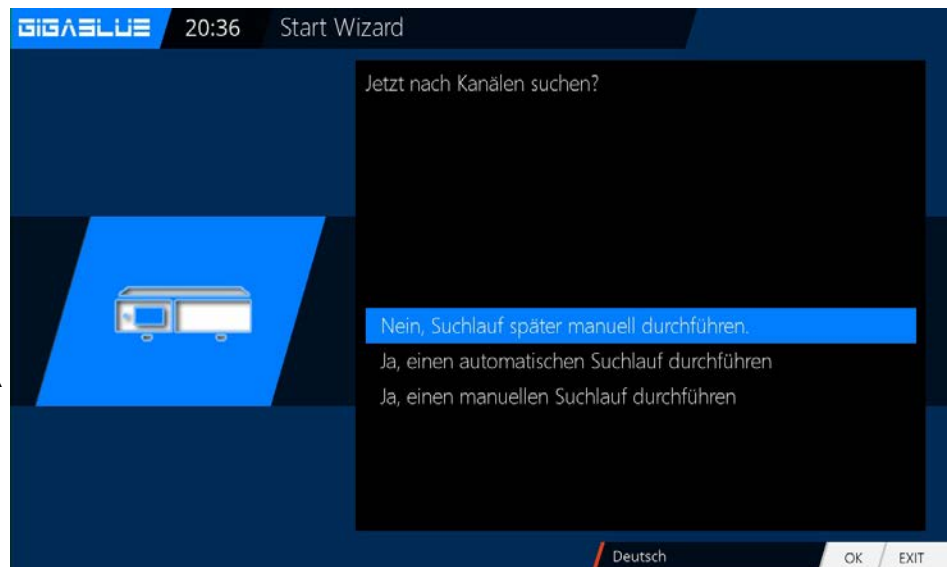 GIGABLUE 20:36 Start Wizard
Jetzt nach Kanälen suchen?
Nein, Suchlauf später manuell durchführen.
Ja, einen automatischen Suchlauf durchführen
Ja, einen manuellen Suchlauf durchführen
Deutsch OK EXIT